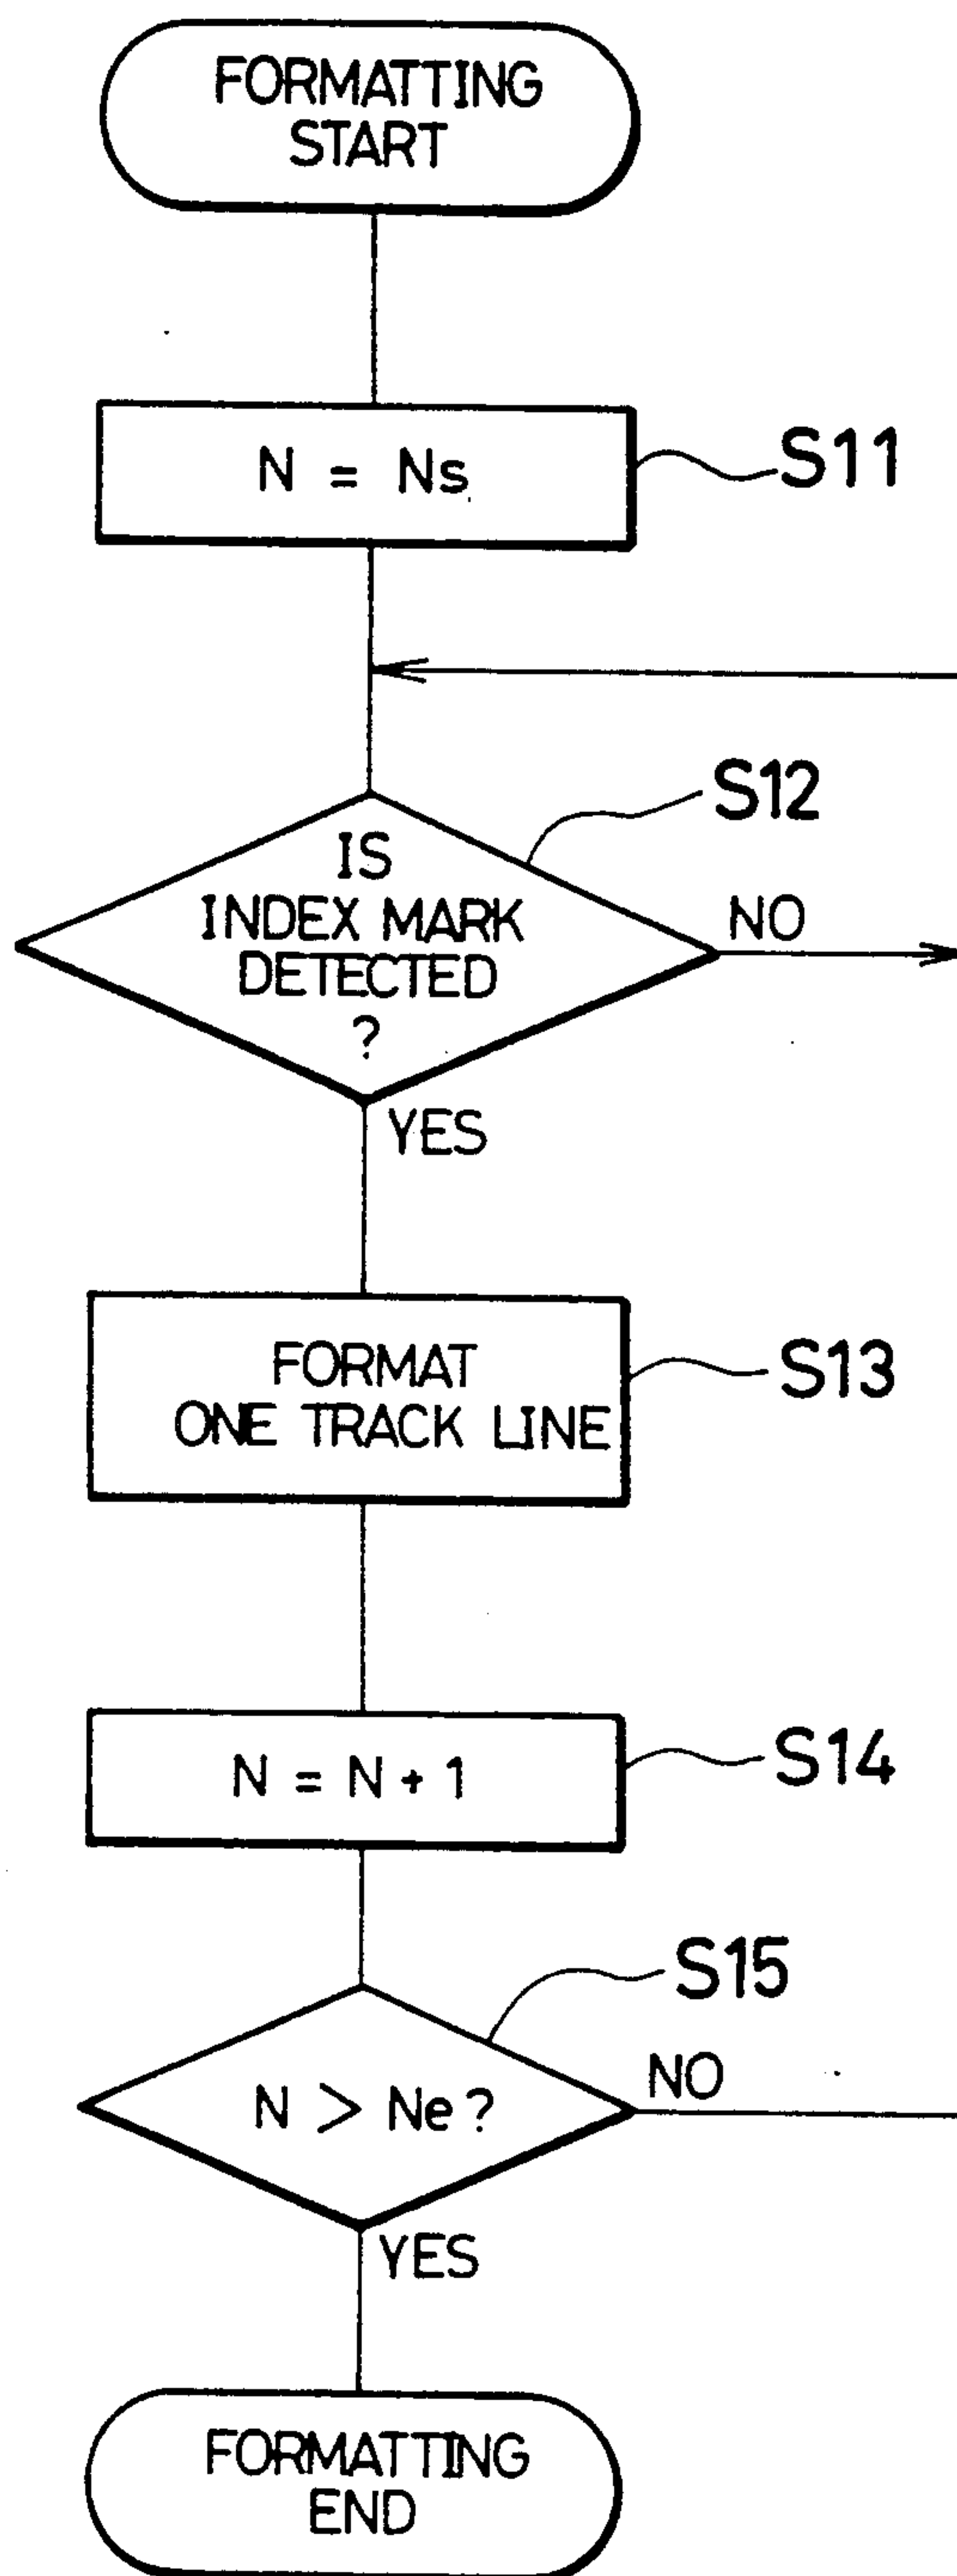 FORMATTING
START
N = Ns
S11
S12
IS
INDEX MARK
DETECTED
?
NO
YES
FORMAT
ONE TRACK LINE
S13
N = N + 1
S14
S15
N > Ne ?
NO
YES
FORMATTING
END